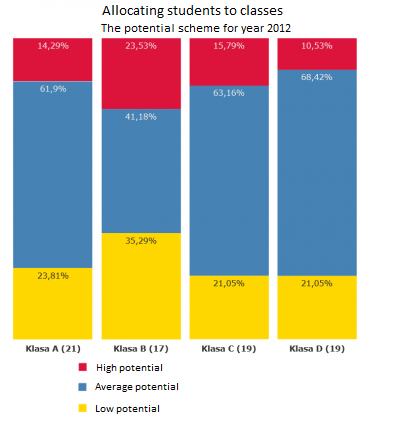 Allocating students to classes
The potential scheme for year 2012
14,29% 23,53% 15,79% 10,53%
61,9% 41,18% 63,16% 68,42%
23,81% 35,29% 21,05% 21,05%
Klasa A (21) Klasa B (17) Klasa C (19) Klasa D (19)
High potential
Average potential
Low potential